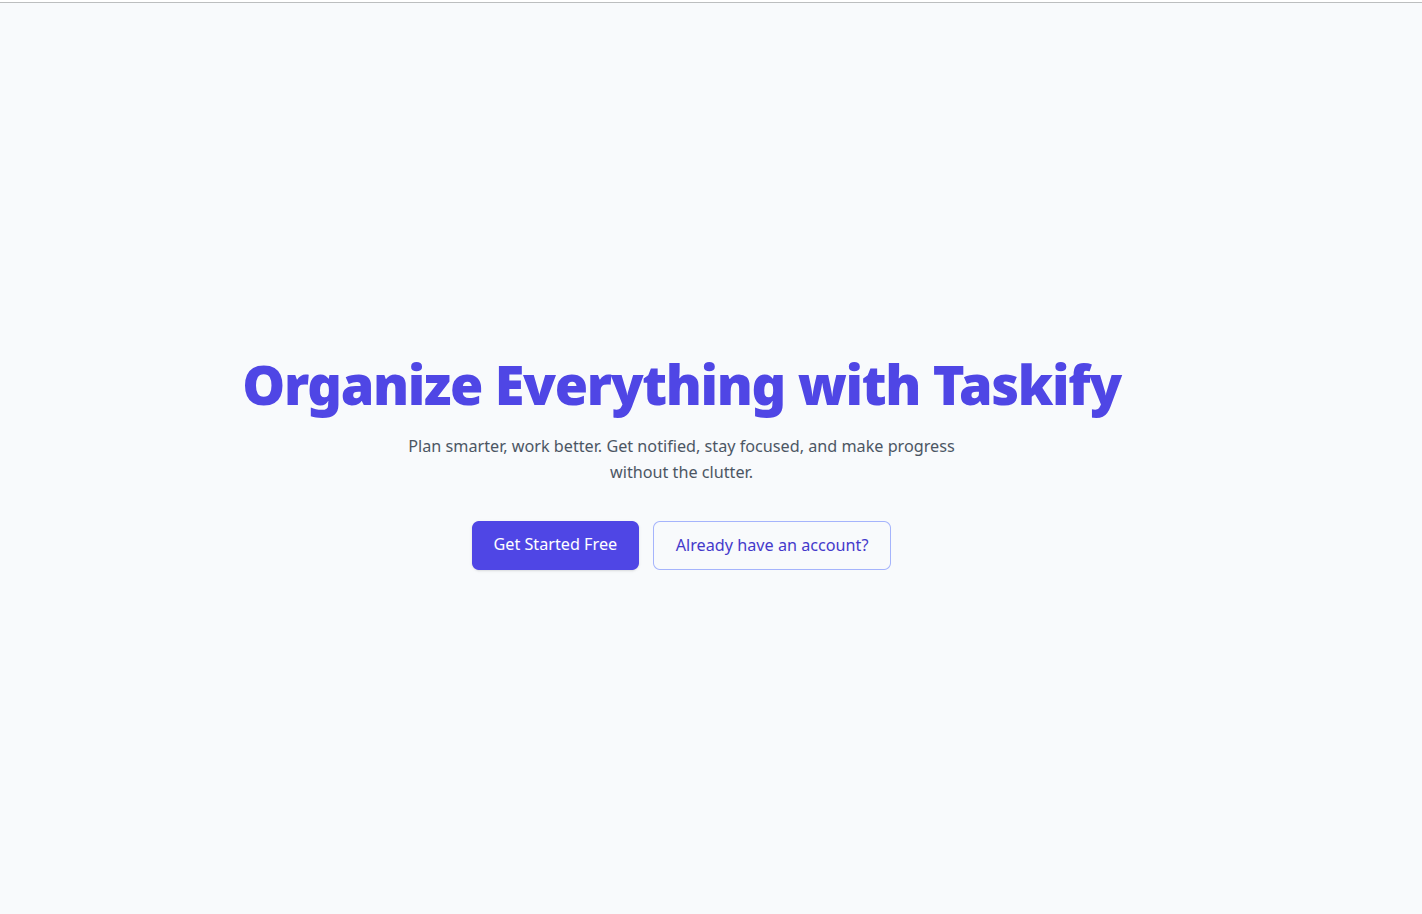 Organize Everything with Taskify
Plan smarter, work better. Get notified, stay focused, and make progress
without the clutter.
Get Started Free
Already have an account?